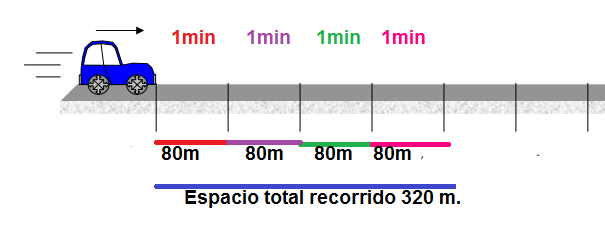 1min 1min 1min 1min
80m 80m 80m 80m
Espacio total recorrido 320 m.